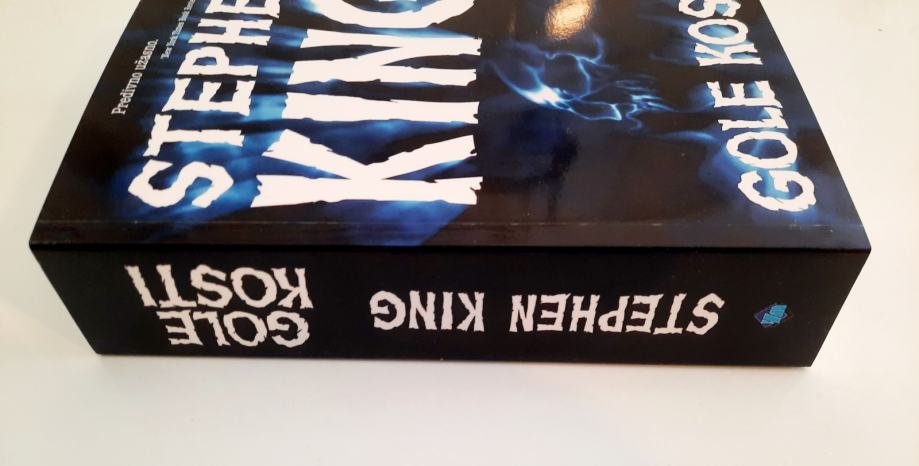 Predivno užasno.
STEPHE
KING
GOLE KOS
GOLE
KOSTI
STEPHEN KING